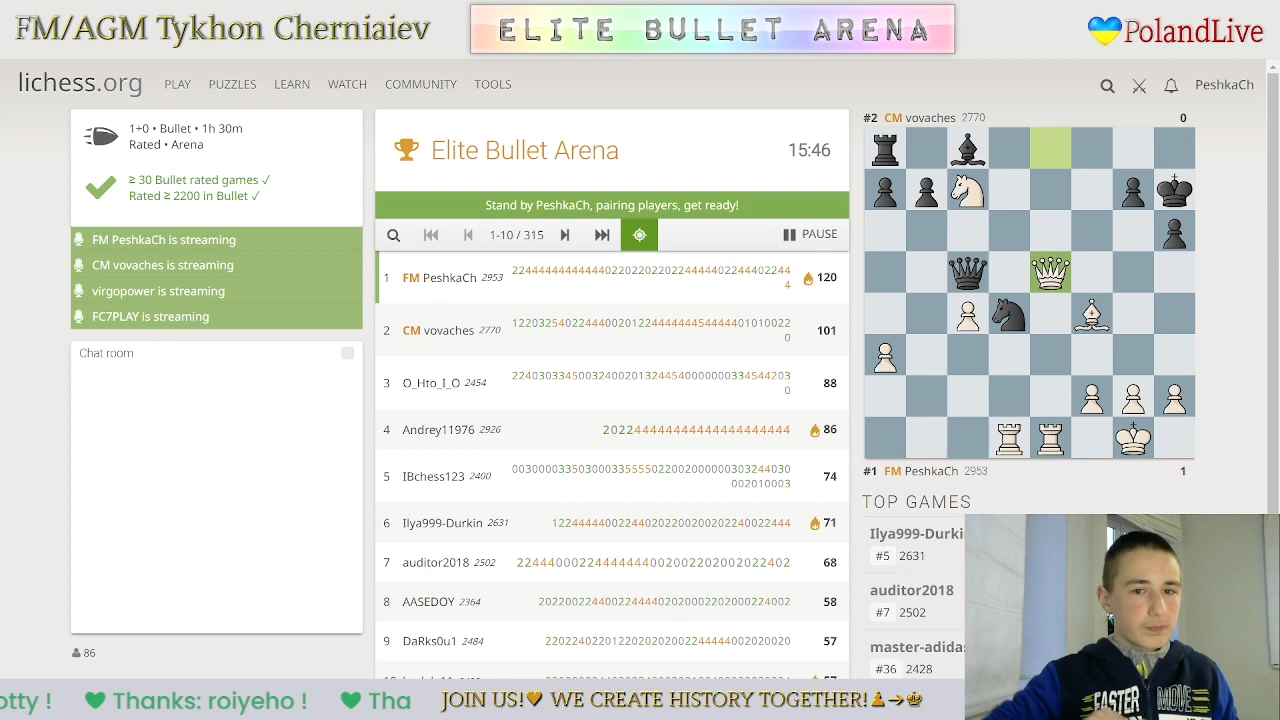 FM/AGM Tykhon Cherniaiev
ELITE BULLET ARENA
PolandLive
lichess.org PLAY PUZZLES LEARN WATCH COMMUNITY TOOLS PeshkaCh
1+0 • Bullet • 1h 30m
Rated • Arena
≥ 30 Bullet rated games ✓
Rated ≥ 2200 in Bullet ✓
FM PeshkaCh is streaming
CM vovaches is streaming
virgopower is streaming
FC7PLAY is streaming
Chat room
86
Elite Bullet Arena 15:46
Stand by PeshkaCh, pairing players, get ready!
1-10 / 315 PAUSE
1 FM PeshkaCh 2953 120
2 CM vovaches 2770 101
3 O_Hto_I_O 2454 88
4 Andrey11976 2926 2022444444444444444444 86
5 IBchess123 2400 74
6 Ilya999-Durkin 2631 71
7 auditor2018 2502 68
8 AASEDOY 2364 58
9 DaRks0u1 2484 57
#2 CM vovaches 2770 0
#1 FM PeshkaCh 2953 1
TOP GAMES
Ilya999-Durki
#5 2631
auditor2018
#7 2502
master-adida
#36 2428
FASTER MOVE
otty ! Thanks: roiyeho ! Tha
JOIN US! WE CREATE HISTORY TOGETHER!